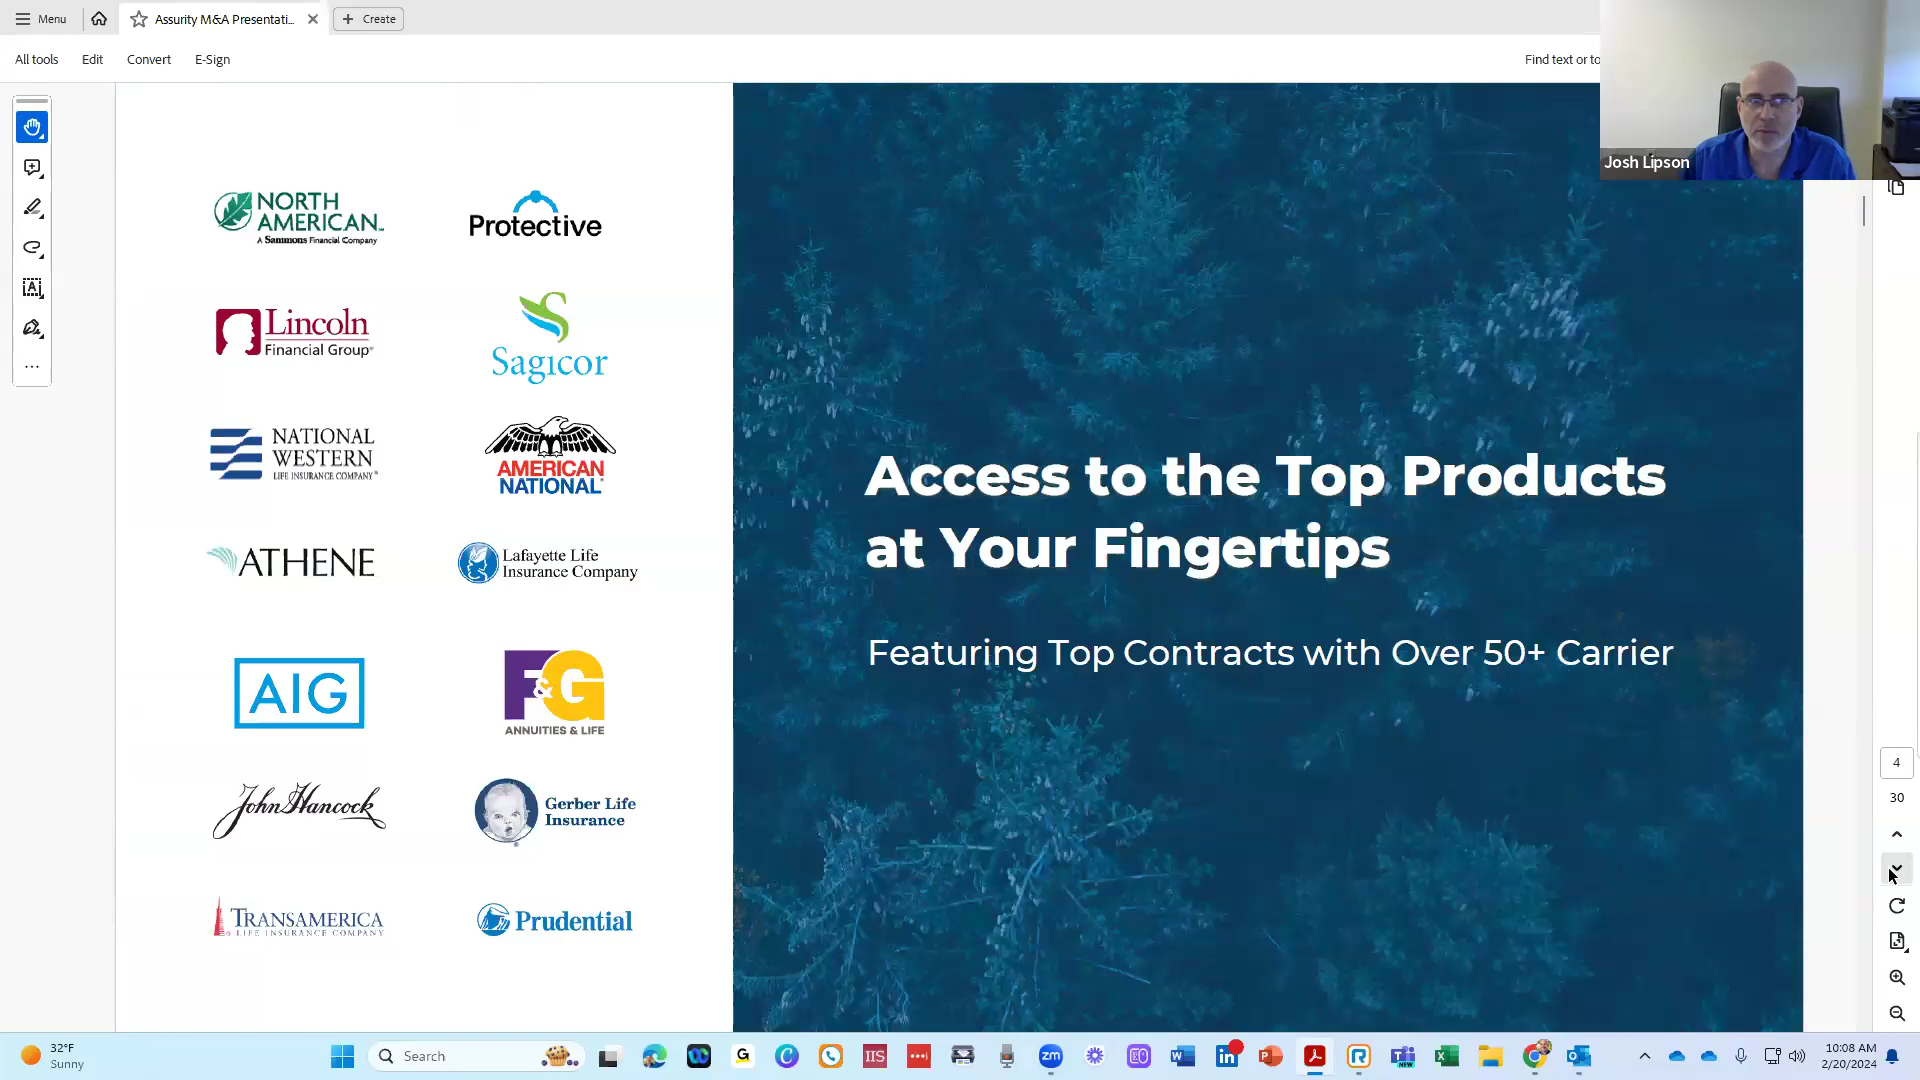 Menu
Assurity M&A Presentati...
Create
All tools
Edit
Convert
E-Sign
Find text or to
Josh Lipson
NORTH
AMERICAN
A Sammons Financial Company
Protective
Lincoln
Financial Group®
Sagicor
NATIONAL
WESTERN
LIFE INSURANCE COMPANY®
AMERICAN
NATIONAL®
ATHENE
Lafayette Life
Insurance Company
AIG
F&G
ANNUITIES & LIFE
John Hancock
Gerber Life
Insurance
TRANSAMERICA
LIFE INSURANCE COMPANY
Prudential
Access to the Top Products
at Your Fingertips
Featuring Top Contracts with Over 50+ Carrier
4
30
32°F
Sunny
Search
G
IIS
zm
NEW
10:08 AM
2/20/2024